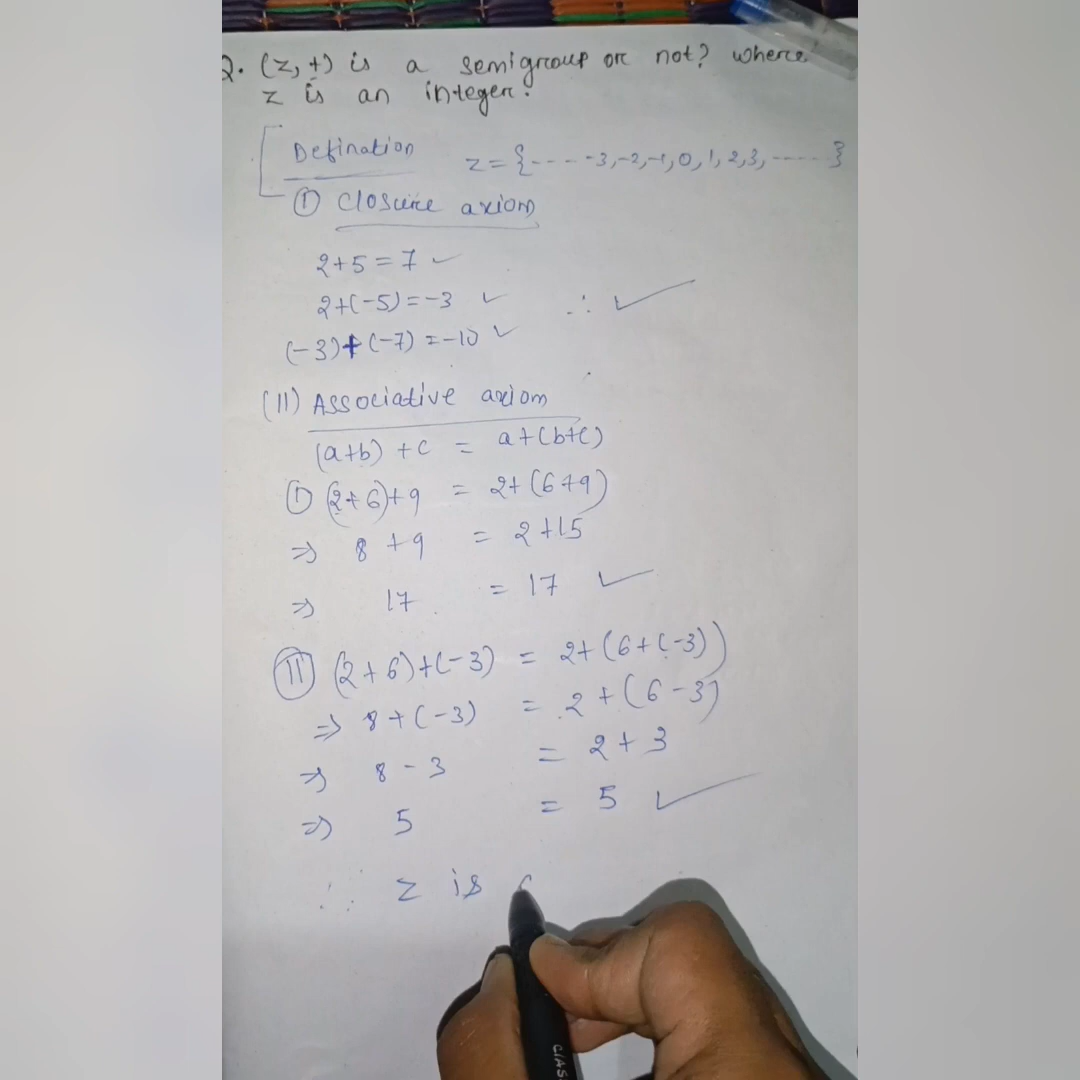 2. (Z, +) is a semigroup or not? where
Z is an integer.
Defination Z = {---- -3, -2, -1, 0, 1, 2, 3, -----}
(I) Closure axiom
2+5 = 7 ✓
2+(-5) = -3 ✓ ∴ ✓
(-3)+(-7) = -10 ✓
(II) Associative axiom
(a+b) +c = a+(b+c)
(I) (2+6)+9 = 2+(6+9)
⇒ 8 +9 = 2+15
⇒ 17 = 17 ✓
(II) (2+6)+(-3) = 2+(6+(-3))
⇒ 8+(-3) = 2+(6-3)
⇒ 8-3 = 2+3
⇒ 5 = 5 ✓
∴ Z is
CLAS